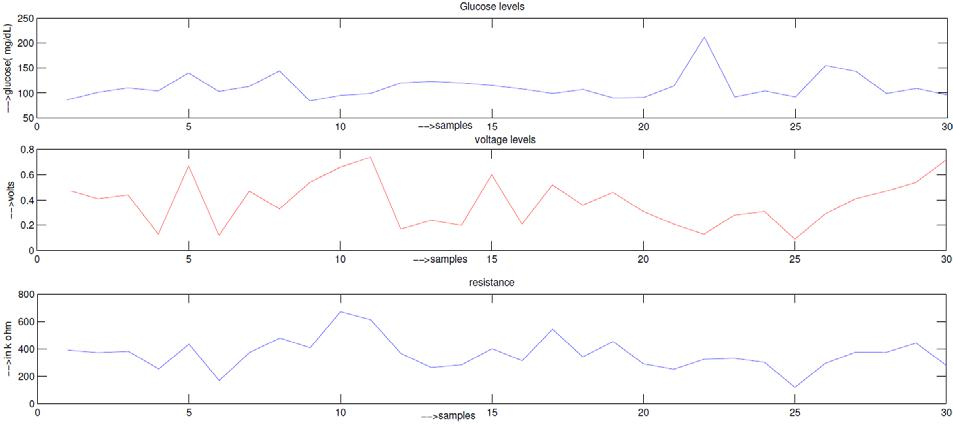 Glucose levels
-->glucose( mg/dL)
250
200
150
100
50
0 5 10 15 20 25 30
-->samples
voltage levels
-->volts
0.8
0.6
0.4
0.2
0
0 5 10 15 20 25 30
-->samples
resistance
-->in k ohm
800
600
400
200
0
0 5 10 15 20 25 30
-->samples